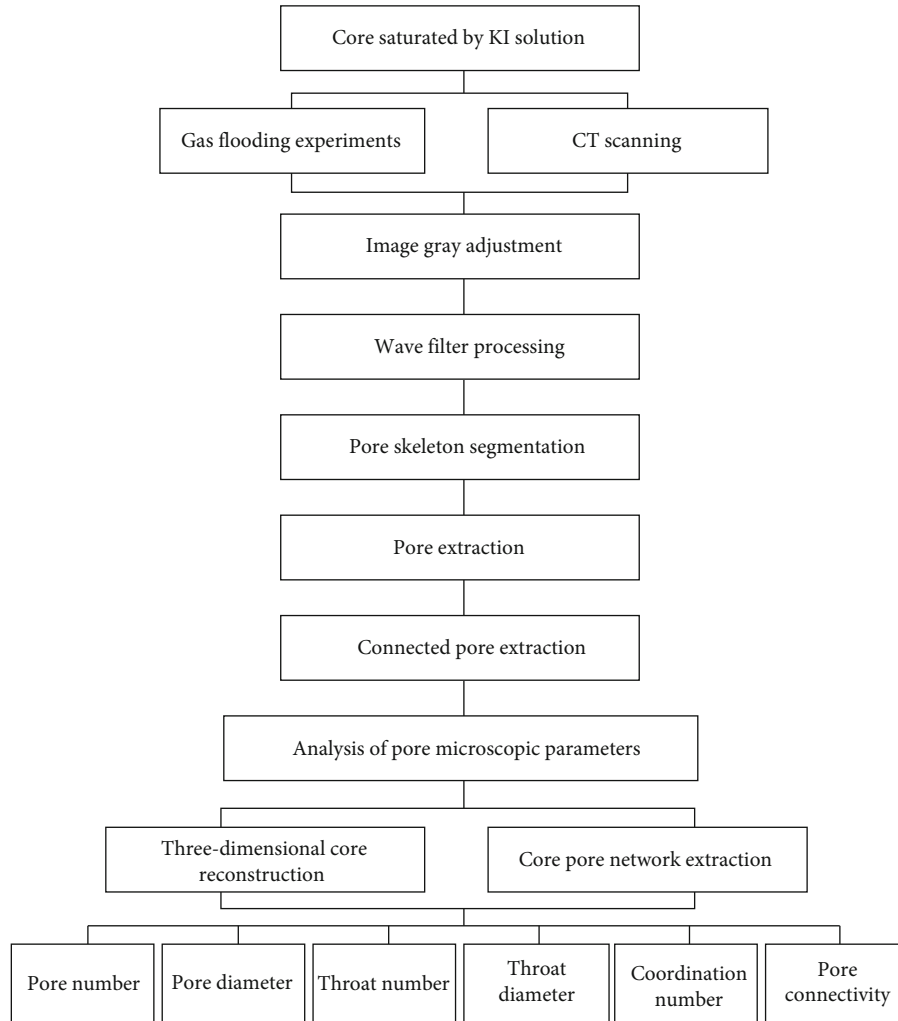 Core saturated by KI solution
Gas flooding experiments
CT scanning
Image gray adjustment
Wave filter processing
Pore skeleton segmentation
Pore extraction
Connected pore extraction
Analysis of pore microscopic parameters
Three-dimensional core
reconstruction
Core pore network extraction
Pore number
Pore diameter
Throat number
Throat
diameter
Coordination
number
Pore
connectivity